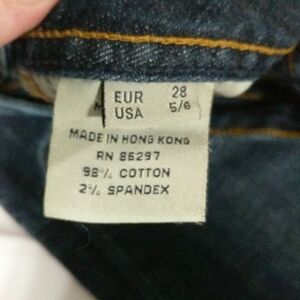 EUR 28
USA 5/6
MADE IN HONG KONG
RN 86297
98% COTTON
2% SPANDEX